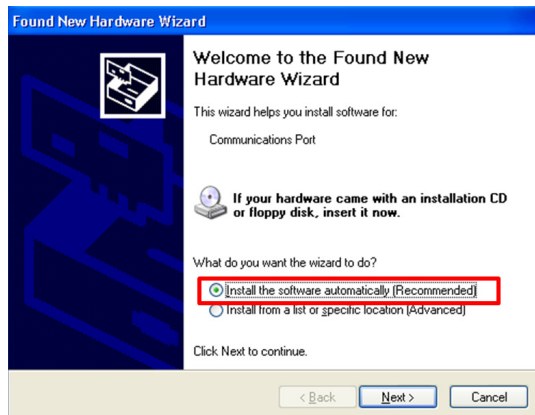 Found New Hardware Wizard
Welcome to the Found New
Hardware Wizard
This wizard helps you install software for:
Communications Port
If your hardware came with an installation CD
or floppy disk, insert it now.
What do you want the wizard to do?
Install the software automatically (Recommended)
Install from a list or specific location (Advanced)
Click Next to continue.
< Back Next > Cancel